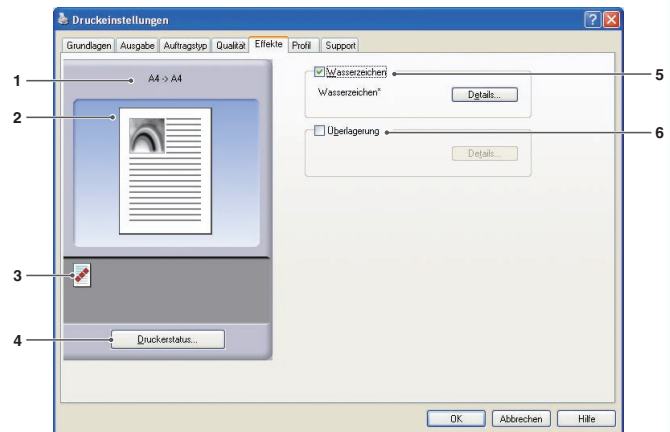 Druckeinstellungen
Grundlagen Ausgabe Auftragstyp Qualität Effekte Profil Support
1
A4 -> A4
2
3
4
Druckerstatus...
Wasserzeichen
5
Wasserzeichen* Details...
Überlagerung
6
Details...
OK Abbrechen Hilfe